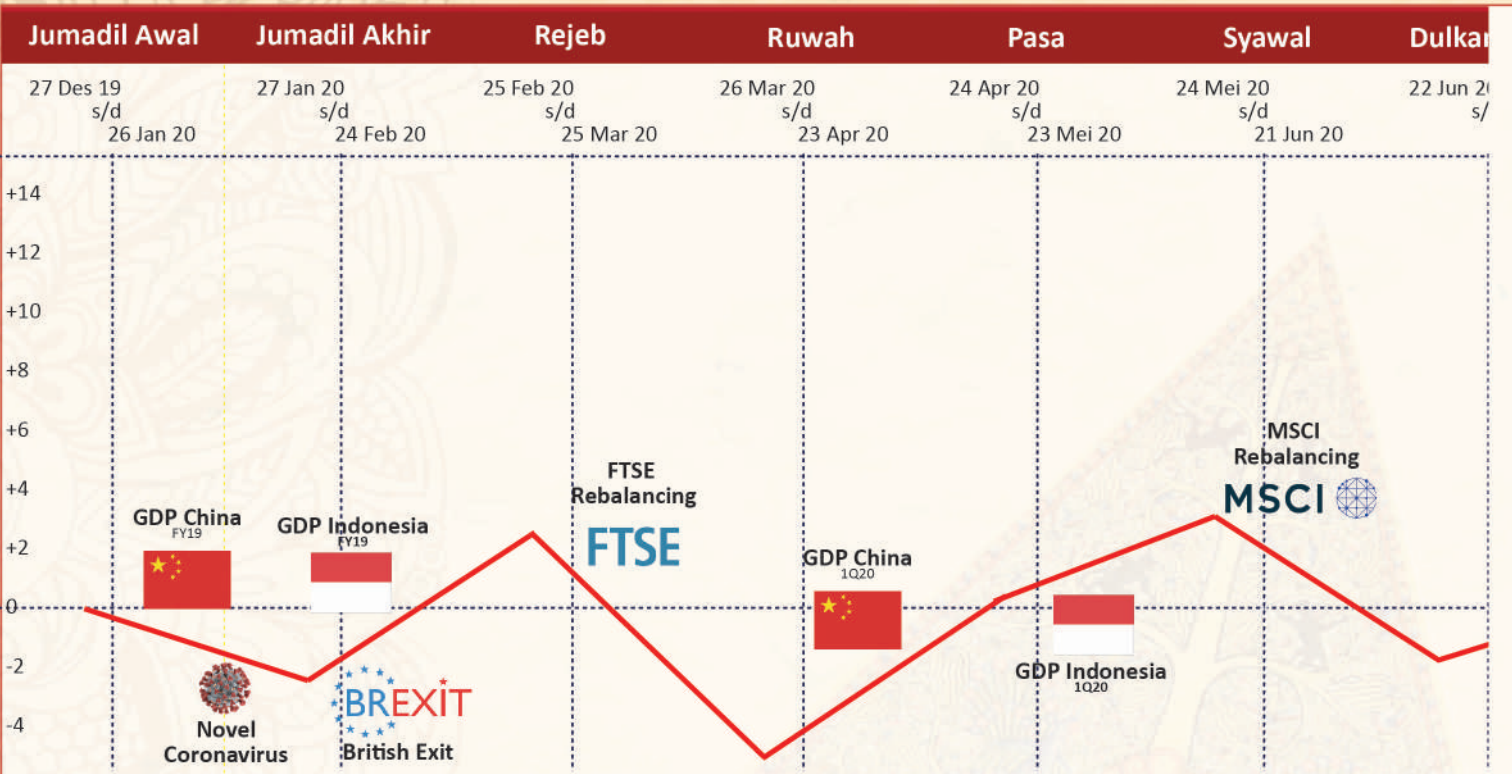 Jumadil Awal
Jumadil Akhir
Rejeb
Ruwah
Pasa
Syawal
Dulka
27 Des 19
s/d
26 Jan 20
27 Jan 20
s/d
24 Feb 20
25 Feb 20
s/d
25 Mar 20
26 Mar 20
s/d
23 Apr 20
24 Apr 20
s/d
23 Mei 20
24 Mei 20
s/d
21 Jun 20
22 Jun 2
s/
+14
+12
+10
+8
+6
+4
+2
0
-2
-4
GDP China
FY19
Novel
Coronavirus
GDP Indonesia
FY19
BREXIT
British Exit
FTSE
Rebalancing
FTSE
GDP China
1Q20
GDP Indonesia
1Q20
MSCI
Rebalancing
MSCI